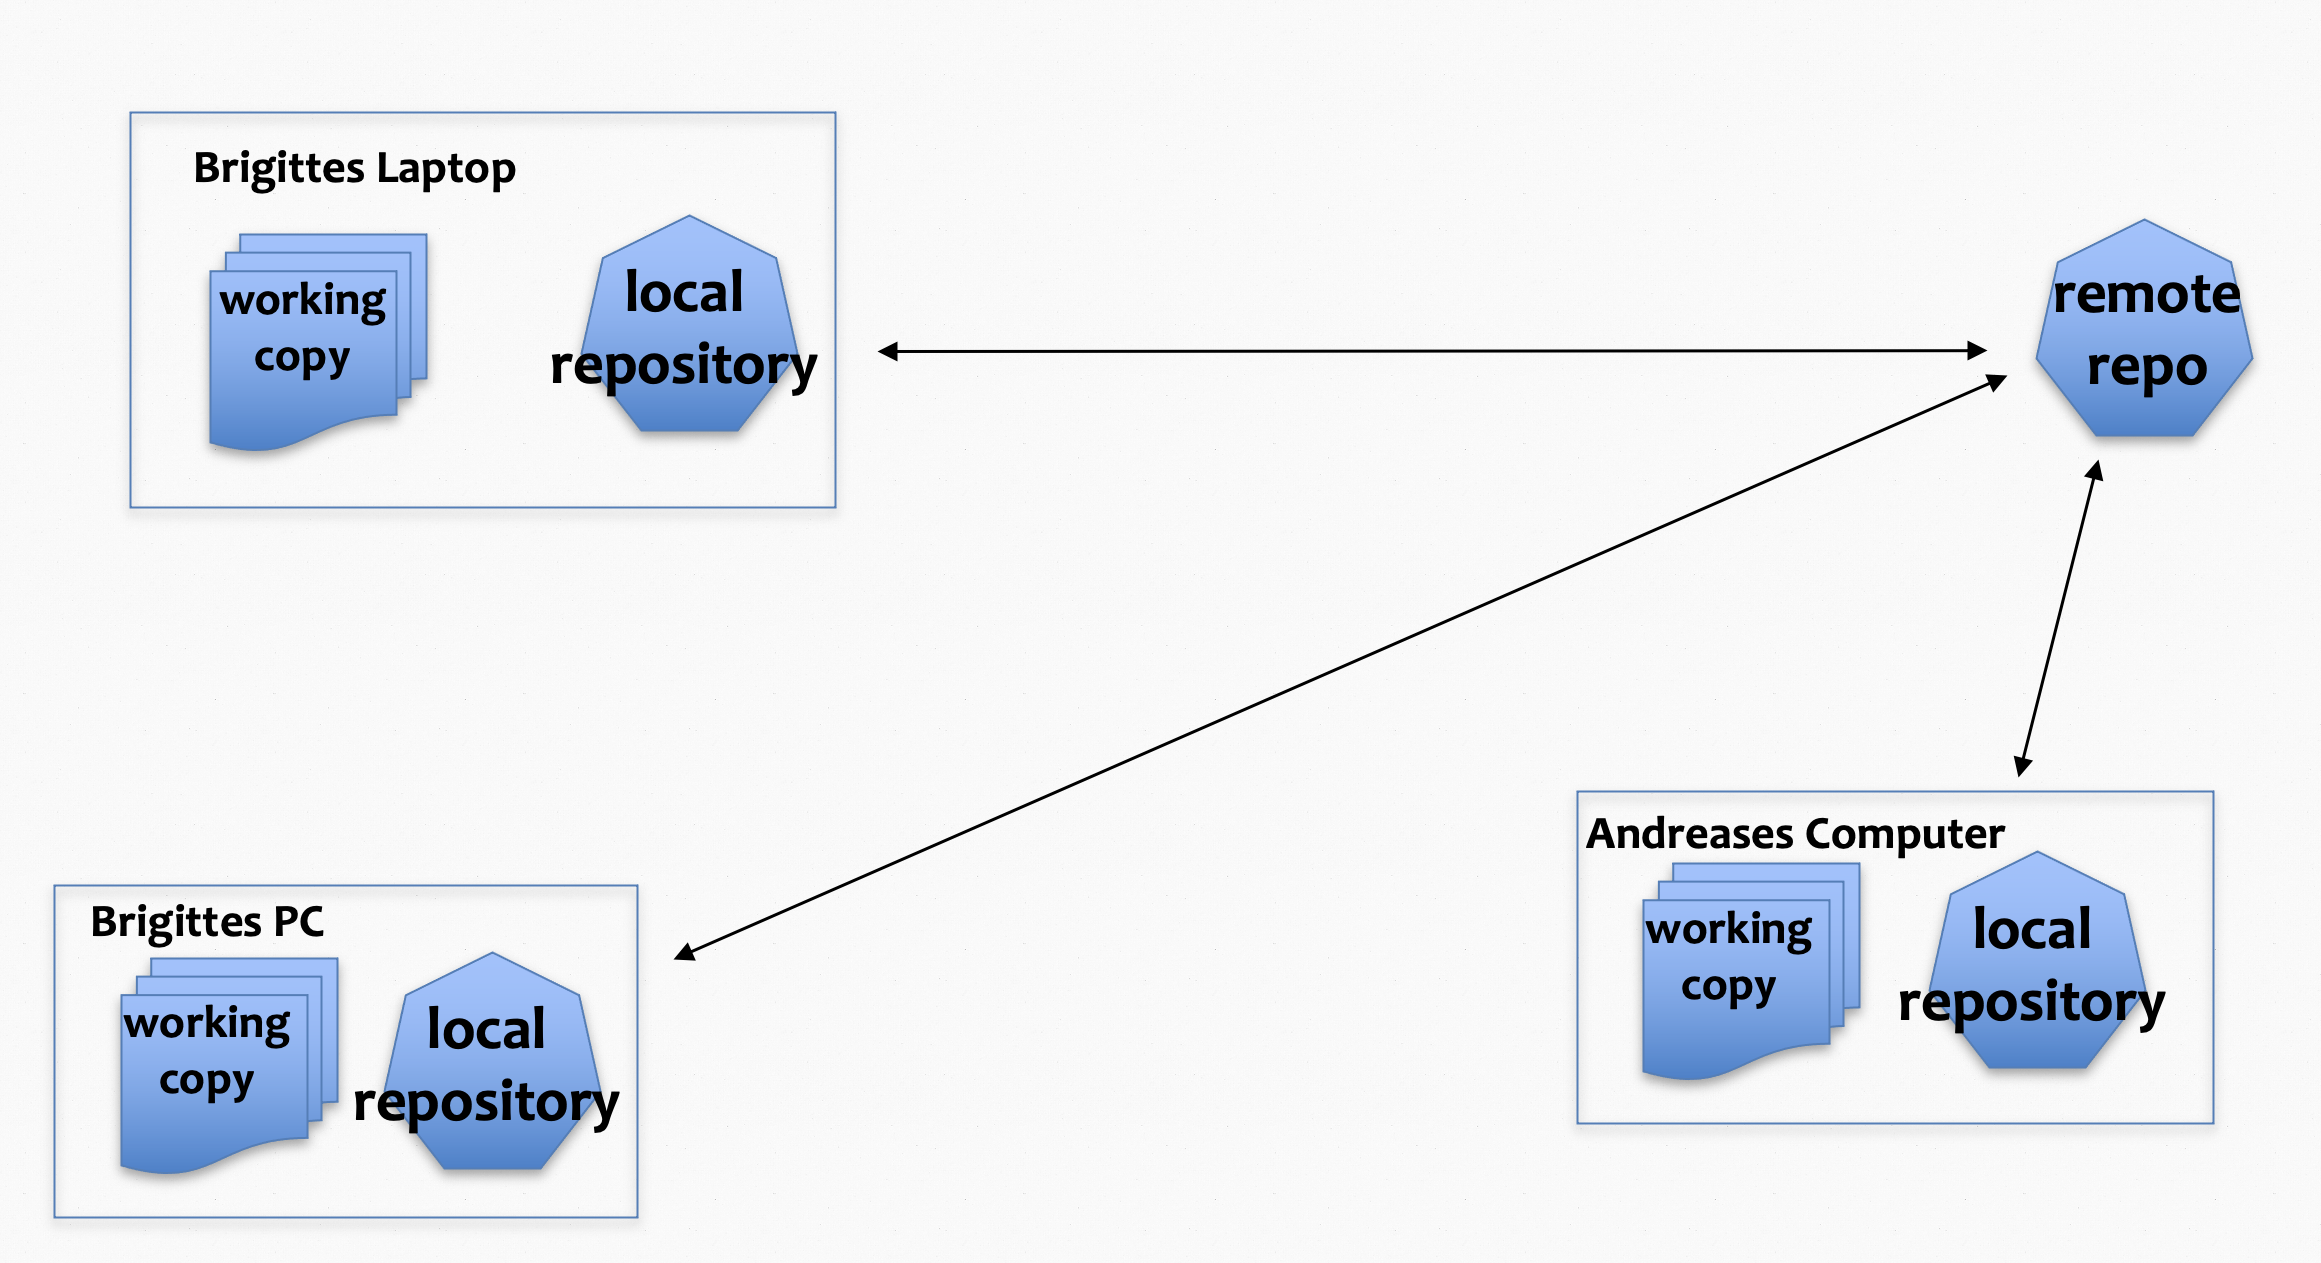 Brigittes Laptop
working
copy
local
repository
remote
repo
Brigittes PC
working
copy
local
repository
Andreases Computer
working
copy
local
repository